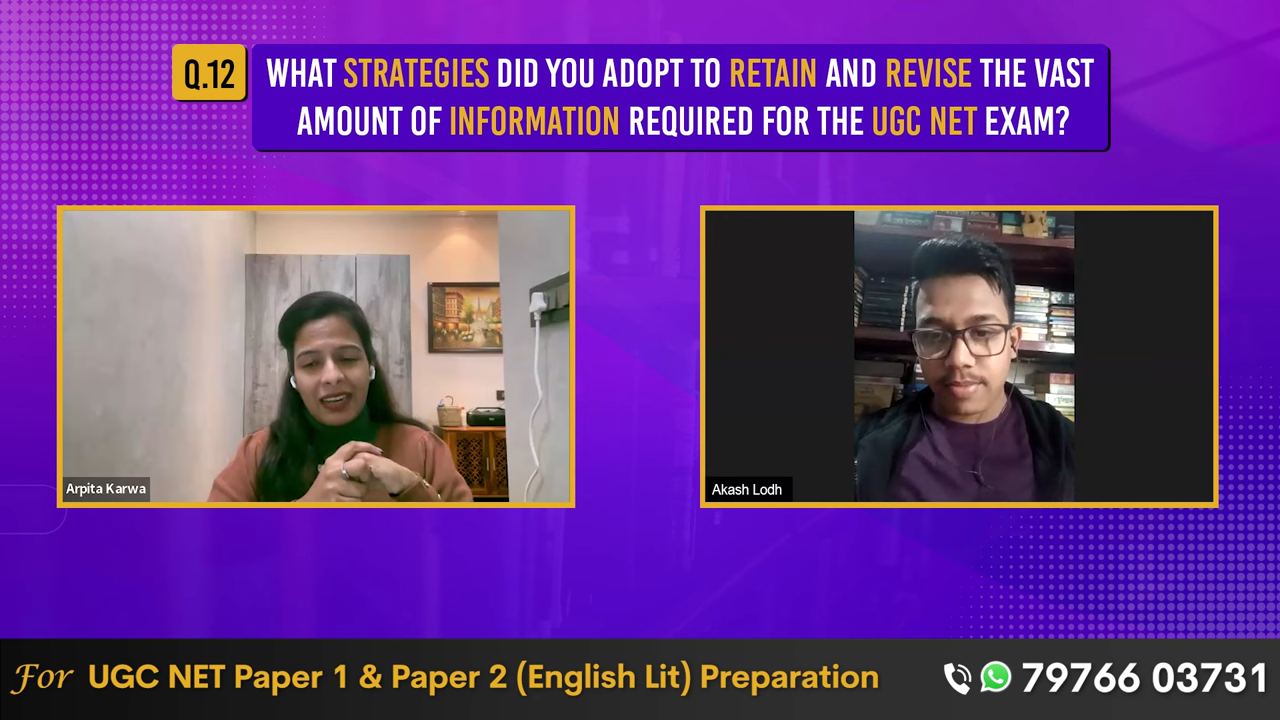 Q.12
WHAT STRATEGIES DID YOU ADOPT TO RETAIN AND REVISE THE VAST
AMOUNT OF INFORMATION REQUIRED FOR THE UGC NET EXAM?
Arpita Karwa
Akash Lodh
For UGC NET Paper 1 & Paper 2 (English Lit) Preparation
79766 03731